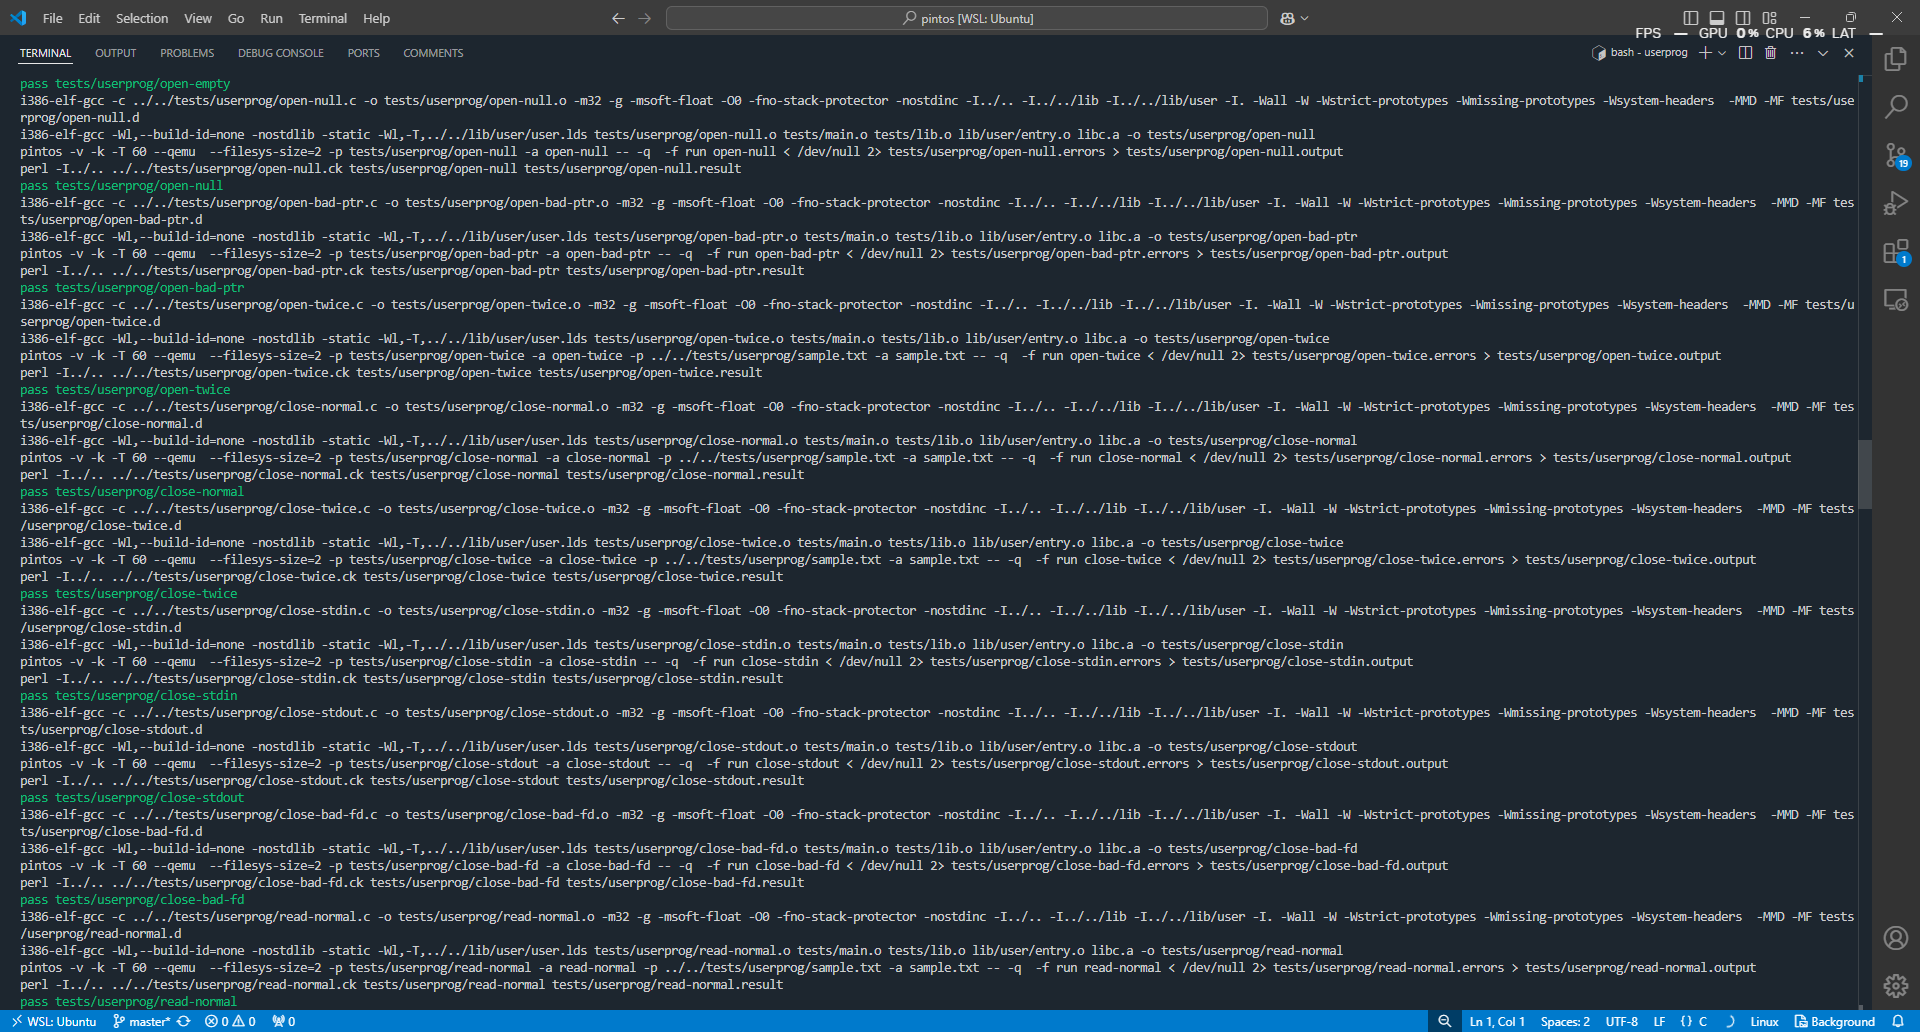 File Edit Selection View Go Run Terminal Help
pintos [WSL: Ubuntu]
FPS — GPU 0% CPU 6% LAT —
TERMINAL OUTPUT PROBLEMS DEBUG CONSOLE PORTS COMMENTS
bash - userprog
pass tests/userprog/open-empty
i386-elf-gcc -c ../../tests/userprog/open-null.c -o tests/userprog/open-null.o -m32 -g -msoft-float -O0 -fno-stack-protector -nostdinc -I../.. -I../../lib -I../../lib/user -I. -Wall -W -Wstrict-prototypes -Wmissing-prototypes -Wsystem-headers  -MMD -MF tests/use
rprog/open-null.d
i386-elf-gcc -Wl,--build-id=none -nostdlib -static -Wl,-T,../../lib/user/user.lds tests/userprog/open-null.o tests/main.o tests/lib.o lib/user/entry.o libc.a -o tests/userprog/open-null
pintos -v -k -T 60 --qemu  --filesys-size=2 -p tests/userprog/open-null -a open-null -- -q  -f run open-null < /dev/null 2> tests/userprog/open-null.errors > tests/userprog/open-null.output
perl -I../.. ../../tests/userprog/open-null.ck tests/userprog/open-null tests/userprog/open-null.result
pass tests/userprog/open-null
i386-elf-gcc -c ../../tests/userprog/open-bad-ptr.c -o tests/userprog/open-bad-ptr.o -m32 -g -msoft-float -O0 -fno-stack-protector -nostdinc -I../.. -I../../lib -I../../lib/user -I. -Wall -W -Wstrict-prototypes -Wmissing-prototypes -Wsystem-headers  -MMD -MF tes
ts/userprog/open-bad-ptr.d
i386-elf-gcc -Wl,--build-id=none -nostdlib -static -Wl,-T,../../lib/user/user.lds tests/userprog/open-bad-ptr.o tests/main.o tests/lib.o lib/user/entry.o libc.a -o tests/userprog/open-bad-ptr
pintos -v -k -T 60 --qemu  --filesys-size=2 -p tests/userprog/open-bad-ptr -a open-bad-ptr -- -q  -f run open-bad-ptr < /dev/null 2> tests/userprog/open-bad-ptr.errors > tests/userprog/open-bad-ptr.output
perl -I../.. ../../tests/userprog/open-bad-ptr.ck tests/userprog/open-bad-ptr tests/userprog/open-bad-ptr.result
pass tests/userprog/open-bad-ptr
i386-elf-gcc -c ../../tests/userprog/open-twice.c -o tests/userprog/open-twice.o -m32 -g -msoft-float -O0 -fno-stack-protector -nostdinc -I../.. -I../../lib -I../../lib/user -I. -Wall -W -Wstrict-prototypes -Wmissing-prototypes -Wsystem-headers  -MMD -MF tests/u
serprog/open-twice.d
i386-elf-gcc -Wl,--build-id=none -nostdlib -static -Wl,-T,../../lib/user/user.lds tests/userprog/open-twice.o tests/main.o tests/lib.o lib/user/entry.o libc.a -o tests/userprog/open-twice
pintos -v -k -T 60 --qemu  --filesys-size=2 -p tests/userprog/open-twice -a open-twice -p ../../tests/userprog/sample.txt -a sample.txt -- -q  -f run open-twice < /dev/null 2> tests/userprog/open-twice.errors > tests/userprog/open-twice.output
perl -I../.. ../../tests/userprog/open-twice.ck tests/userprog/open-twice tests/userprog/open-twice.result
pass tests/userprog/open-twice
i386-elf-gcc -c ../../tests/userprog/close-normal.c -o tests/userprog/close-normal.o -m32 -g -msoft-float -O0 -fno-stack-protector -nostdinc -I../.. -I../../lib -I../../lib/user -I. -Wall -W -Wstrict-prototypes -Wmissing-prototypes -Wsystem-headers  -MMD -MF tes
ts/userprog/close-normal.d
i386-elf-gcc -Wl,--build-id=none -nostdlib -static -Wl,-T,../../lib/user/user.lds tests/userprog/close-normal.o tests/main.o tests/lib.o lib/user/entry.o libc.a -o tests/userprog/close-normal
pintos -v -k -T 60 --qemu  --filesys-size=2 -p tests/userprog/close-normal -a close-normal -p ../../tests/userprog/sample.txt -a sample.txt -- -q  -f run close-normal < /dev/null 2> tests/userprog/close-normal.errors > tests/userprog/close-normal.output
perl -I../.. ../../tests/userprog/close-normal.ck tests/userprog/close-normal tests/userprog/close-normal.result
pass tests/userprog/close-normal
i386-elf-gcc -c ../../tests/userprog/close-twice.c -o tests/userprog/close-twice.o -m32 -g -msoft-float -O0 -fno-stack-protector -nostdinc -I../.. -I../../lib -I../../lib/user -I. -Wall -W -Wstrict-prototypes -Wmissing-prototypes -Wsystem-headers  -MMD -MF tests
/userprog/close-twice.d
i386-elf-gcc -Wl,--build-id=none -nostdlib -static -Wl,-T,../../lib/user/user.lds tests/userprog/close-twice.o tests/main.o tests/lib.o lib/user/entry.o libc.a -o tests/userprog/close-twice
pintos -v -k -T 60 --qemu  --filesys-size=2 -p tests/userprog/close-twice -a close-twice -p ../../tests/userprog/sample.txt -a sample.txt -- -q  -f run close-twice < /dev/null 2> tests/userprog/close-twice.errors > tests/userprog/close-twice.output
perl -I../.. ../../tests/userprog/close-twice.ck tests/userprog/close-twice tests/userprog/close-twice.result
pass tests/userprog/close-twice
i386-elf-gcc -c ../../tests/userprog/close-stdin.c -o tests/userprog/close-stdin.o -m32 -g -msoft-float -O0 -fno-stack-protector -nostdinc -I../.. -I../../lib -I../../lib/user -I. -Wall -W -Wstrict-prototypes -Wmissing-prototypes -Wsystem-headers  -MMD -MF tests
/userprog/close-stdin.d
i386-elf-gcc -Wl,--build-id=none -nostdlib -static -Wl,-T,../../lib/user/user.lds tests/userprog/close-stdin.o tests/main.o tests/lib.o lib/user/entry.o libc.a -o tests/userprog/close-stdin
pintos -v -k -T 60 --qemu  --filesys-size=2 -p tests/userprog/close-stdin -a close-stdin -- -q  -f run close-stdin < /dev/null 2> tests/userprog/close-stdin.errors > tests/userprog/close-stdin.output
perl -I../.. ../../tests/userprog/close-stdin.ck tests/userprog/close-stdin tests/userprog/close-stdin.result
pass tests/userprog/close-stdin
i386-elf-gcc -c ../../tests/userprog/close-stdout.c -o tests/userprog/close-stdout.o -m32 -g -msoft-float -O0 -fno-stack-protector -nostdinc -I../.. -I../../lib -I../../lib/user -I. -Wall -W -Wstrict-prototypes -Wmissing-prototypes -Wsystem-headers  -MMD -MF tes
ts/userprog/close-stdout.d
i386-elf-gcc -Wl,--build-id=none -nostdlib -static -Wl,-T,../../lib/user/user.lds tests/userprog/close-stdout.o tests/main.o tests/lib.o lib/user/entry.o libc.a -o tests/userprog/close-stdout
pintos -v -k -T 60 --qemu  --filesys-size=2 -p tests/userprog/close-stdout -a close-stdout -- -q  -f run close-stdout < /dev/null 2> tests/userprog/close-stdout.errors > tests/userprog/close-stdout.output
perl -I../.. ../../tests/userprog/close-stdout.ck tests/userprog/close-stdout tests/userprog/close-stdout.result
pass tests/userprog/close-stdout
i386-elf-gcc -c ../../tests/userprog/close-bad-fd.c -o tests/userprog/close-bad-fd.o -m32 -g -msoft-float -O0 -fno-stack-protector -nostdinc -I../.. -I../../lib -I../../lib/user -I. -Wall -W -Wstrict-prototypes -Wmissing-prototypes -Wsystem-headers  -MMD -MF tes
ts/userprog/close-bad-fd.d
i386-elf-gcc -Wl,--build-id=none -nostdlib -static -Wl,-T,../../lib/user/user.lds tests/userprog/close-bad-fd.o tests/main.o tests/lib.o lib/user/entry.o libc.a -o tests/userprog/close-bad-fd
pintos -v -k -T 60 --qemu  --filesys-size=2 -p tests/userprog/close-bad-fd -a close-bad-fd -- -q  -f run close-bad-fd < /dev/null 2> tests/userprog/close-bad-fd.errors > tests/userprog/close-bad-fd.output
perl -I../.. ../../tests/userprog/close-bad-fd.ck tests/userprog/close-bad-fd tests/userprog/close-bad-fd.result
pass tests/userprog/close-bad-fd
i386-elf-gcc -c ../../tests/userprog/read-normal.c -o tests/userprog/read-normal.o -m32 -g -msoft-float -O0 -fno-stack-protector -nostdinc -I../.. -I../../lib -I../../lib/user -I. -Wall -W -Wstrict-prototypes -Wmissing-prototypes -Wsystem-headers  -MMD -MF tests
/userprog/read-normal.d
i386-elf-gcc -Wl,--build-id=none -nostdlib -static -Wl,-T,../../lib/user/user.lds tests/userprog/read-normal.o tests/main.o tests/lib.o lib/user/entry.o libc.a -o tests/userprog/read-normal
pintos -v -k -T 60 --qemu  --filesys-size=2 -p tests/userprog/read-normal -a read-normal -p ../../tests/userprog/sample.txt -a sample.txt -- -q  -f run read-normal < /dev/null 2> tests/userprog/read-normal.errors > tests/userprog/read-normal.output
perl -I../.. ../../tests/userprog/read-normal.ck tests/userprog/read-normal tests/userprog/read-normal.result
pass tests/userprog/read-normal
19
1
WSL: Ubuntu master* 0 0 0 Ln 1, Col 1 Spaces: 2 UTF-8 LF {} C Linux Background